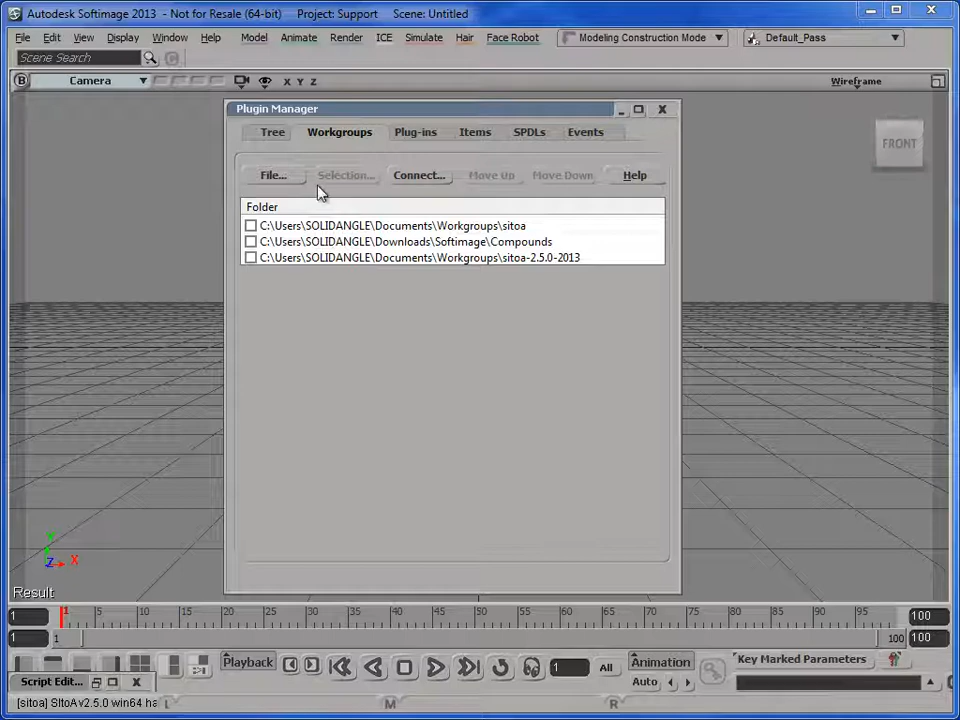 Autodesk Softimage 2013 - Not for Resale (64-bit) Project: Support Scene: Untitled
File Edit View Display Window Help Model Animate Render ICE Simulate Hair Face Robot Modeling Construction Mode Default_Pass
Scene Search
B Camera X Y Z Wireframe
Plugin Manager
Tree Workgroups Plug-ins Items SPDLs Events
FRONT
File... Selection... Connect... Move Up Move Down Help
Folder
C:\Users\SOLIDANGLE\Documents\Workgroups\sitoa
C:\Users\SOLIDANGLE\Downloads\Softimage\Compounds
C:\Users\SOLIDANGLE\Documents\Workgroups\sitoa-2.5.0-2013
Y
Z X
Result
1 1 5 10 15 20 25 30 35 40 45 50 55 60 65 70 75 80 85 90 95 100
1 1 100 100
Playback 1 All Animation Key Marked Parameters
Script Edit... Auto
[sitoa] SItoA v2.5.0 win64 ha L M R